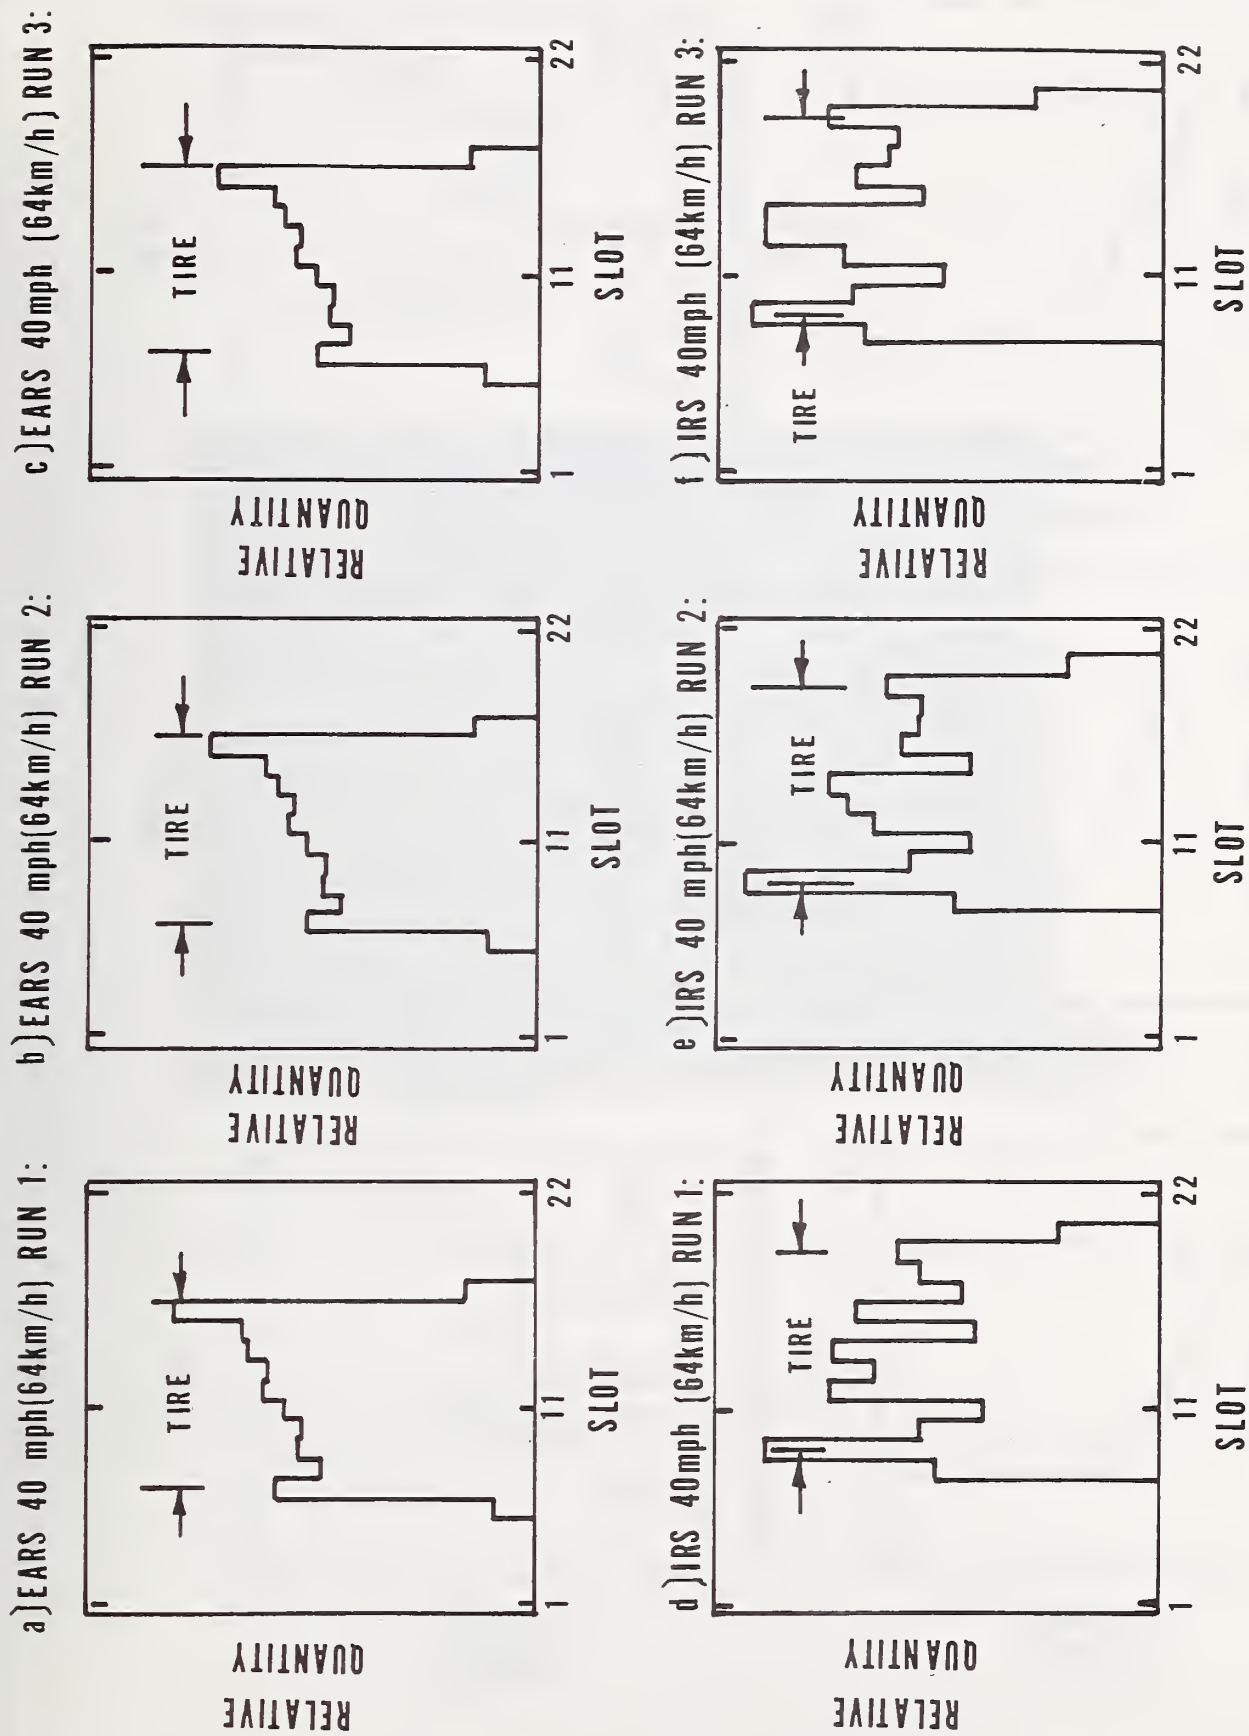 a)EARS 40 mph(64km/h) RUN 1:
RELATIVE
QUANTITY
TIRE
1
11
22
SLOT
b)EARS 40 mph(64km/h) RUN 2:
RELATIVE
QUANTITY
TIRE
1
11
22
SLOT
c)EARS 40mph (64km/h) RUN 3:
RELATIVE
QUANTITY
TIRE
1
11
22
SLOT
d)IRS 40mph (64km/h) RUN 1:
RELATIVE
QUANTITY
TIRE
1
11
22
SLOT
e)IRS 40 mph(64km/h) RUN 2:
RELATIVE
QUANTITY
TIRE
1
11
22
SLOT
f)IRS 40mph (64km/h) RUN 3:
RELATIVE
QUANTITY
TIRE
1
11
22
SLOT